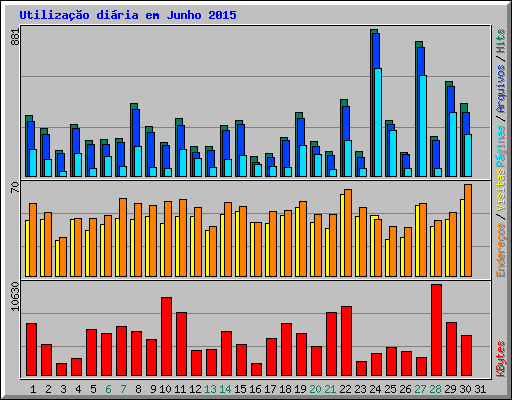 Utilização diária em Junho 2015
881
70
10630
Endereços / Visitas Páginas / Arquivos / Hits
KBytes
1 2 3 4 5 6 7 8 9 10 11 12 13 14 15 16 17 18 19 20 21 22 23 24 25 26 27 28 29 30 31